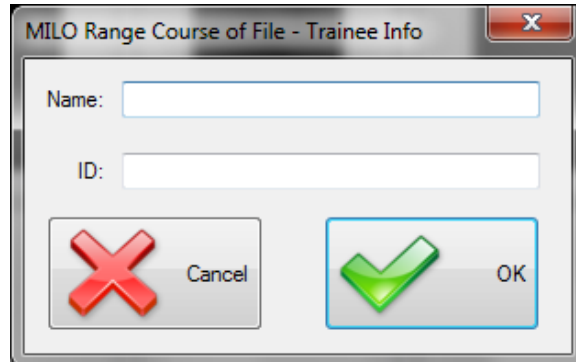 MILO Range Course of File - Trainee Info
Name:
ID:
Cancel
OK